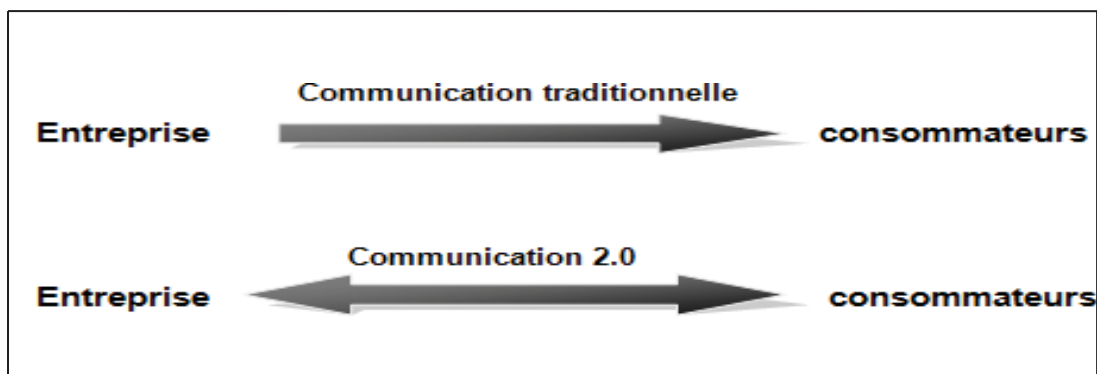 Communication traditionnelle
Entreprise consommateurs
Communication 2.0
Entreprise consommateurs